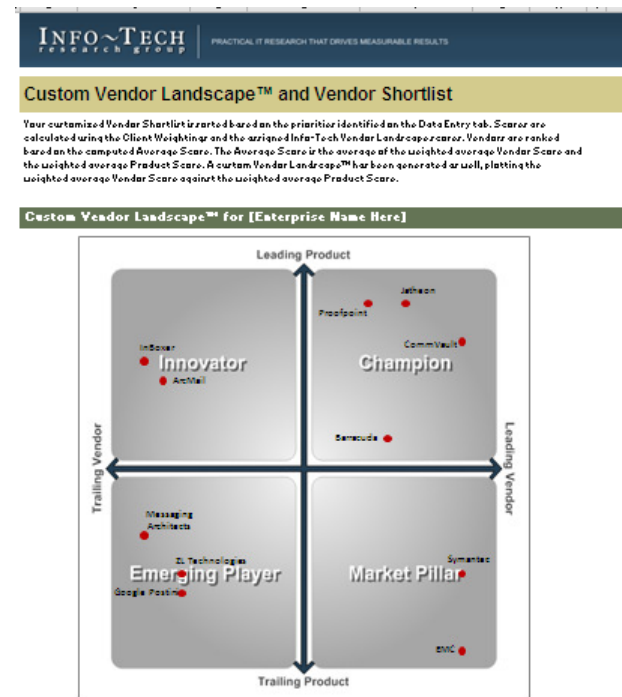 INFO~TECH
research group
PRACTICAL IT RESEARCH THAT DRIVES MEASURABLE RESULTS
Custom Vendor Landscape™ and Vendor Shortlist
Your customized Vendor Shortlist is sorted based on the priorities identified on the Data Entry tab. Scores are
calculated using the Client Weightings and the assigned Info-Tech Vendor Landscape scores. Vendors are ranked
based on the computed Average Score. The Average Score is the average of the weighted average Vendor Score and
the weighted average Product Score. A custom Vendor Landscape™ has been generated as well, plotting the
weighted average Vendor Score against the weighted average Product Score.
Custom Vendor Landscape™ for [Enterprise Name Here]
Leading Product
Jatheon
Proofpoint
CommVault
InBoxer
Innovator
Champion
ArcMail
Barracuda
Trailing Vendor
Leading Vendor
Messaging
Architects
ZL Technologies
Symantec
Emerging Player
Market Pillar
Google Postini
EMC
Trailing Product